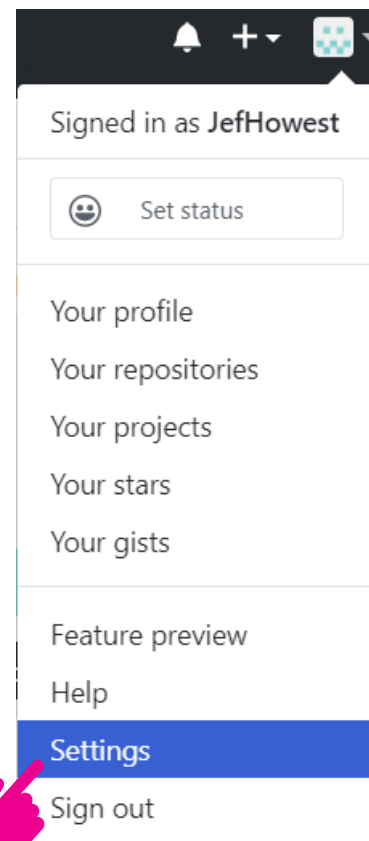 Signed in as JefHowest
Set status
Your profile
Your repositories
Your projects
Your stars
Your gists
Feature preview
Help
Settings
Sign out